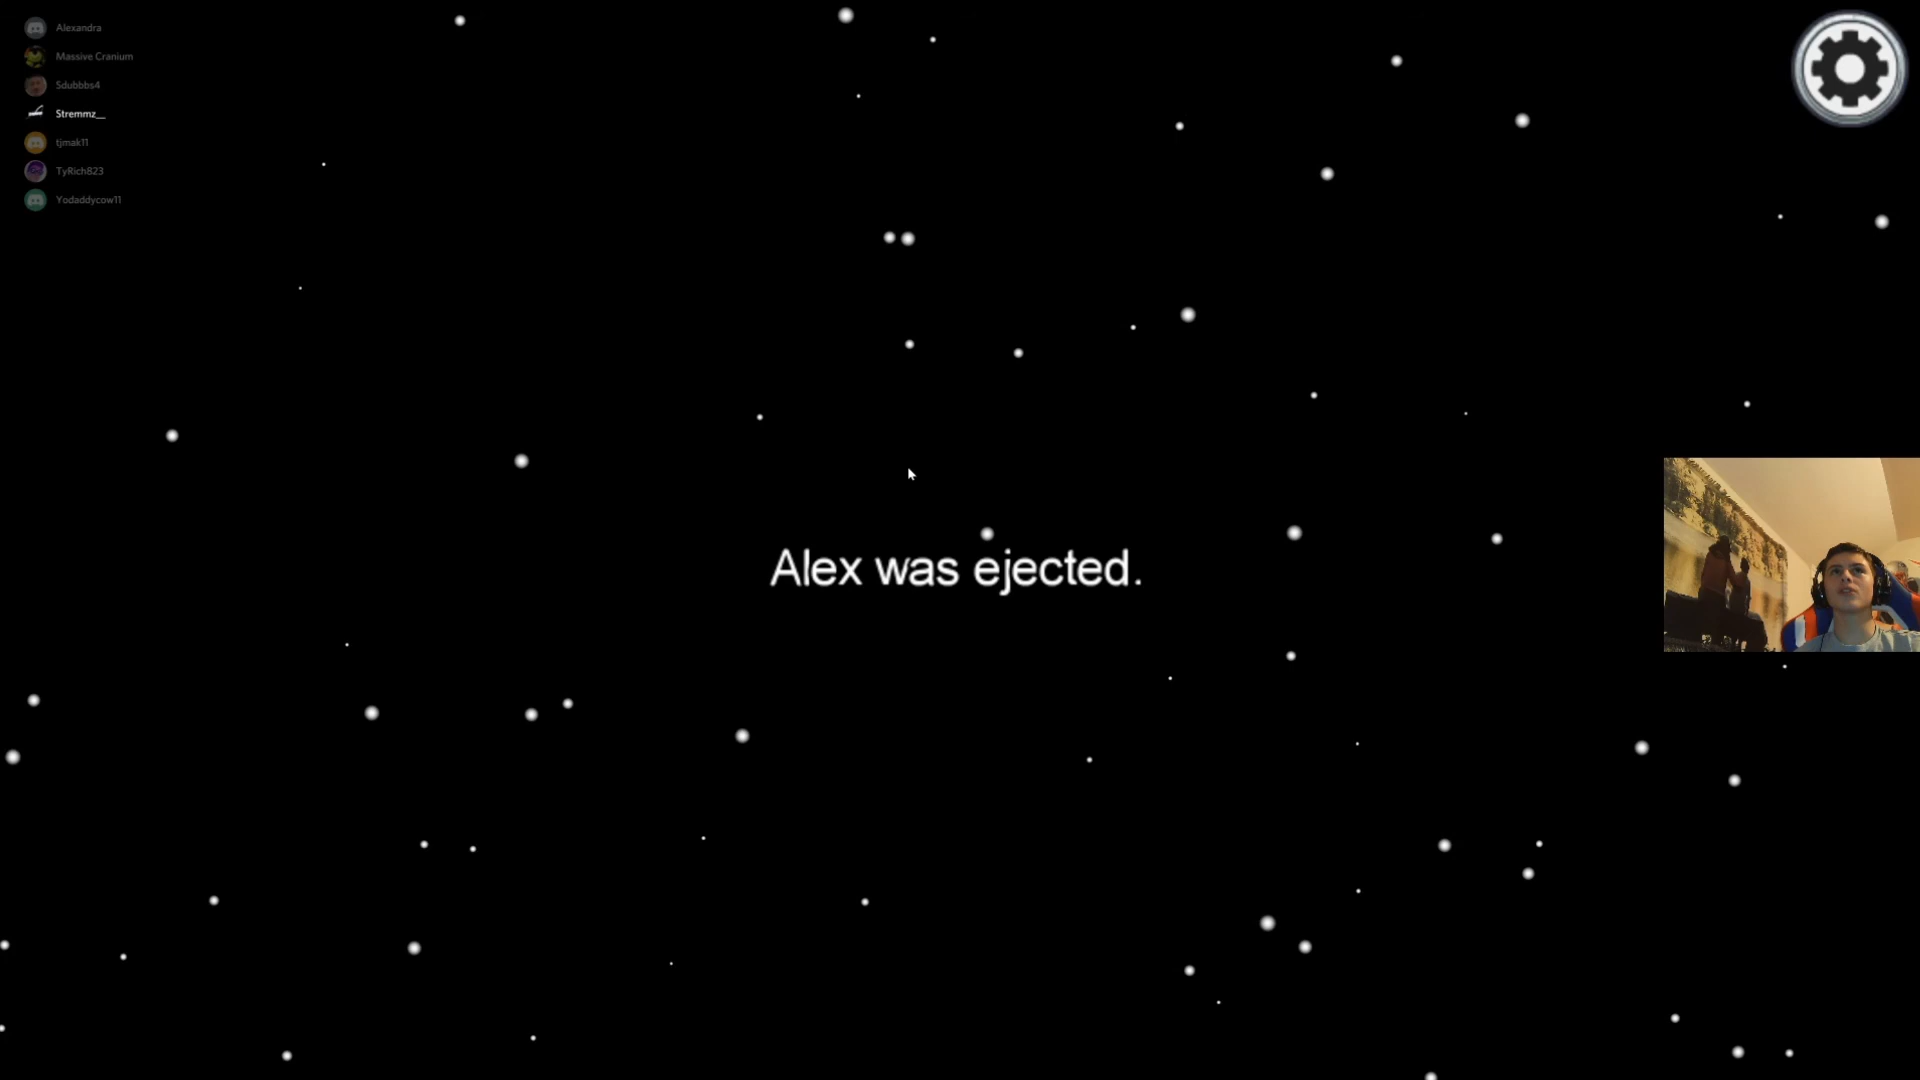 Alexandra
Massive Cranium
Sdubbbs4
Stremmz__
tjmak11
TyRich823
Yodaddycow11
Alex was ejected.